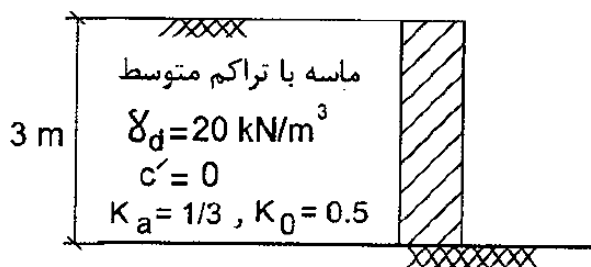 ماسه با تراکم متوسط
3 m
γd=20 kN/m³
c′= 0
Ka=1/3 , K0=0.5